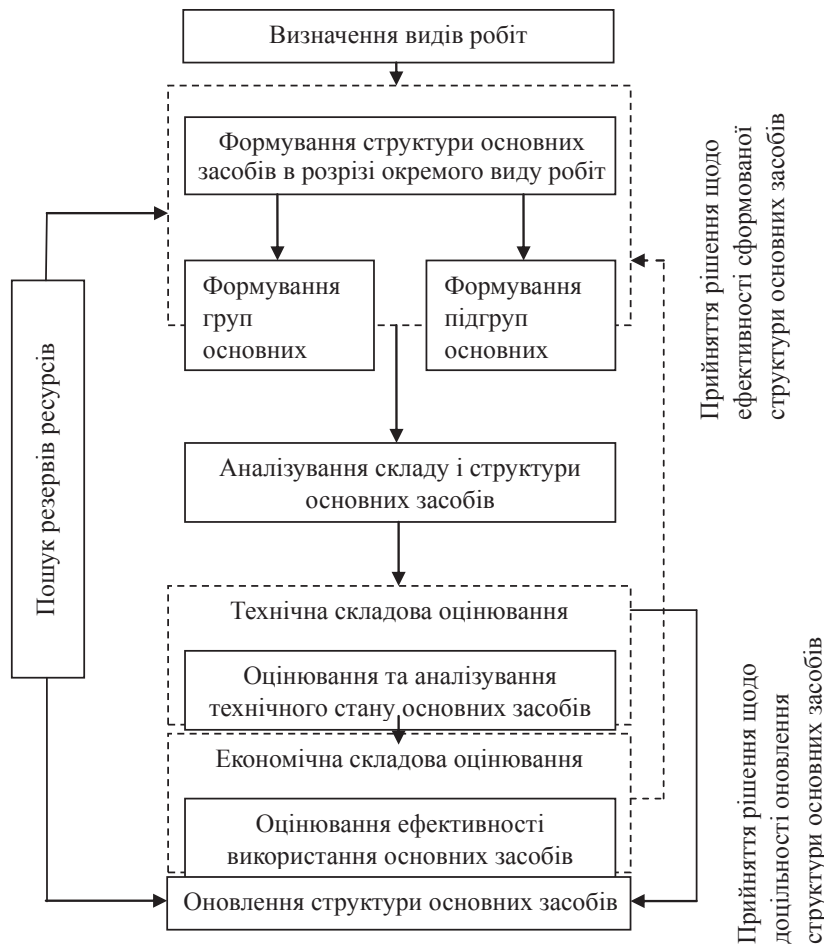 Визначення видів робіт
Формування структури основних
засобів в розрізі окремого виду робіт
Формування
груп
основних
Формування
підгруп
основних
Аналізування складу і структури
основних засобів
Технічна складова оцінювання
Оцінювання та аналізування
технічного стану основних засобів
Економічна складова оцінювання
Оцінювання ефективності
використання основних засобів
Оновлення структури основних засобів
Пошук резервів ресурсів
Прийняття рішення щодо
ефективності сформованої
структури основних засобів
Прийняття рішення щодо
доцільності оновлення
структури основних засобів